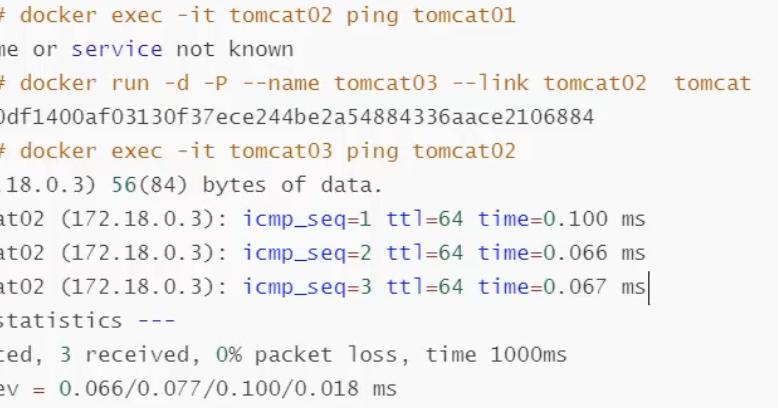 # docker exec -it tomcat02 ping tomcat01
me or service not known
# docker run -d -P --name tomcat03 --link tomcat02  tomcat
0df1400af03130f37ece244be2a54884336aace2106884
# docker exec -it tomcat03 ping tomcat02
.18.0.3) 56(84) bytes of data.
at02 (172.18.0.3): icmp_seq=1 ttl=64 time=0.100 ms
at02 (172.18.0.3): icmp_seq=2 ttl=64 time=0.066 ms
at02 (172.18.0.3): icmp_seq=3 ttl=64 time=0.067 ms
statistics ---
ted, 3 received, 0% packet loss, time 1000ms
ev = 0.066/0.077/0.100/0.018 ms